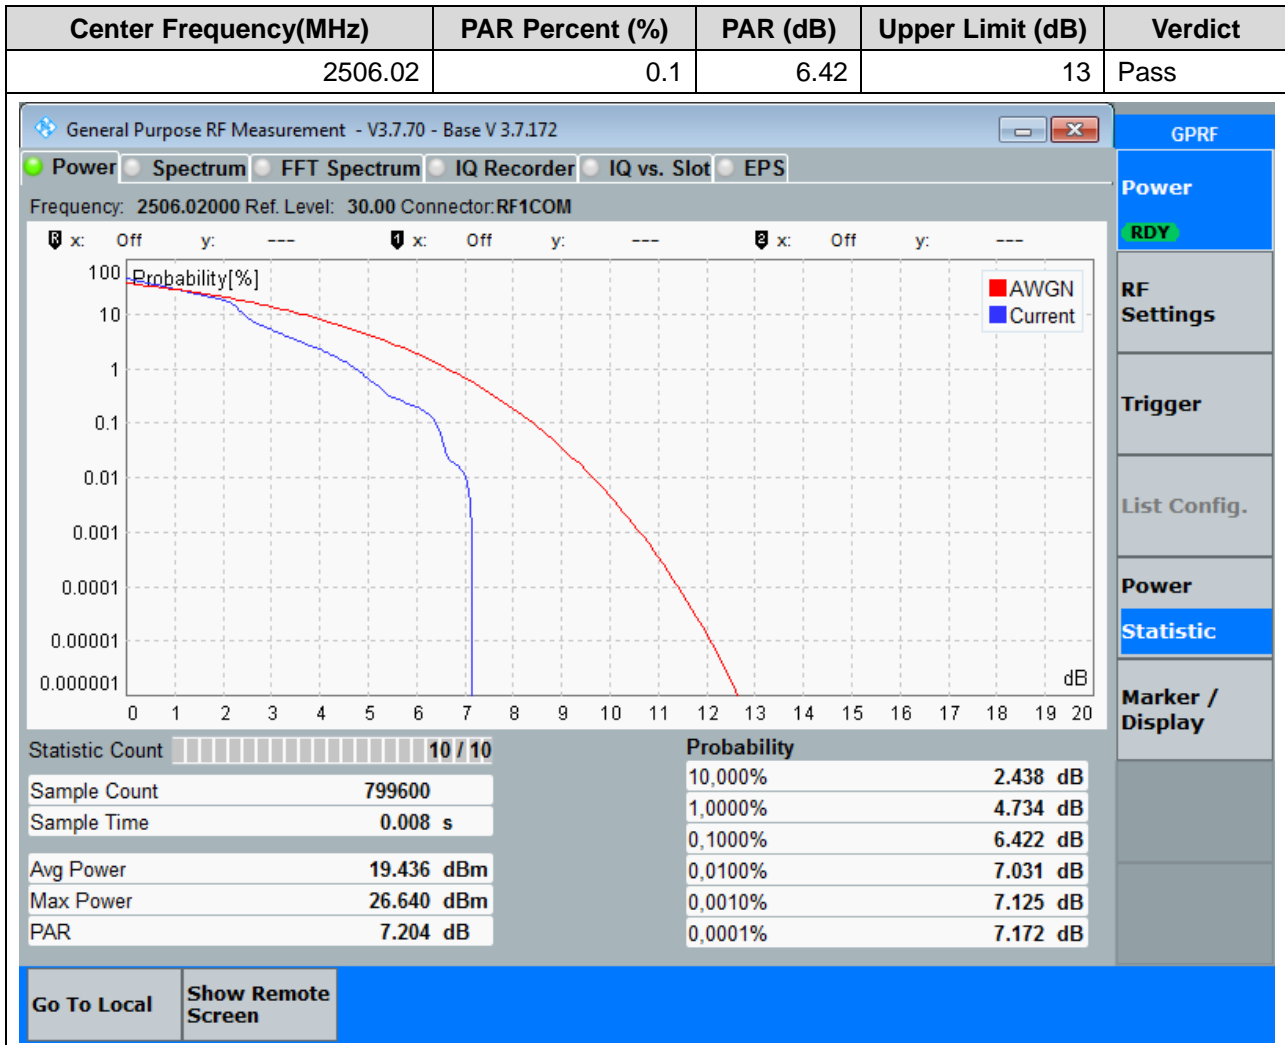 Center Frequency(MHz) PAR Percent (%) PAR (dB) Upper Limit (dB) Verdict
2506.02 0.1 6.42 13 Pass
General Purpose RF Measurement - V3.7.70 - Base V 3.7.172
GPRF
Power Spectrum FFT Spectrum IQ Recorder IQ vs. Slot EPS
Frequency: 2506.02000 Ref. Level: 30.00 Connector:RF1COM
R x: Off y: --- 1 x: Off y: --- 2 x: Off y: ---
Probability[%]
AWGN
Current
100
10
1
0.1
0.01
0.001
0.0001
0.00001
0.000001
dB
0 1 2 3 4 5 6 7 8 9 10 11 12 13 14 15 16 17 18 19 20
Statistic Count 10 / 10
Sample Count 799600
Sample Time 0.008 s
Avg Power 19.436 dBm
Max Power 26.640 dBm
PAR 7.204 dB
Probability
10,000% 2.438 dB
1,0000% 4.734 dB
0,1000% 6.422 dB
0,0100% 7.031 dB
0,0010% 7.125 dB
0,0001% 7.172 dB
Power
RDY
RF
Settings
Trigger
List Config.
Power
Statistic
Marker /
Display
Go To Local
Show Remote
Screen